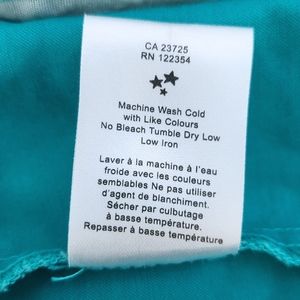 CA 23725
RN 122354
Machine Wash Cold
with Like Colours
No Bleach Tumble Dry Low
Low Iron
Laver à la machine à l'eau
froide avec les couleurs
semblables Ne pas utiliser
d'agent de blanchiment.
Sécher par culbutage
à basse température.
Repasser à basse température